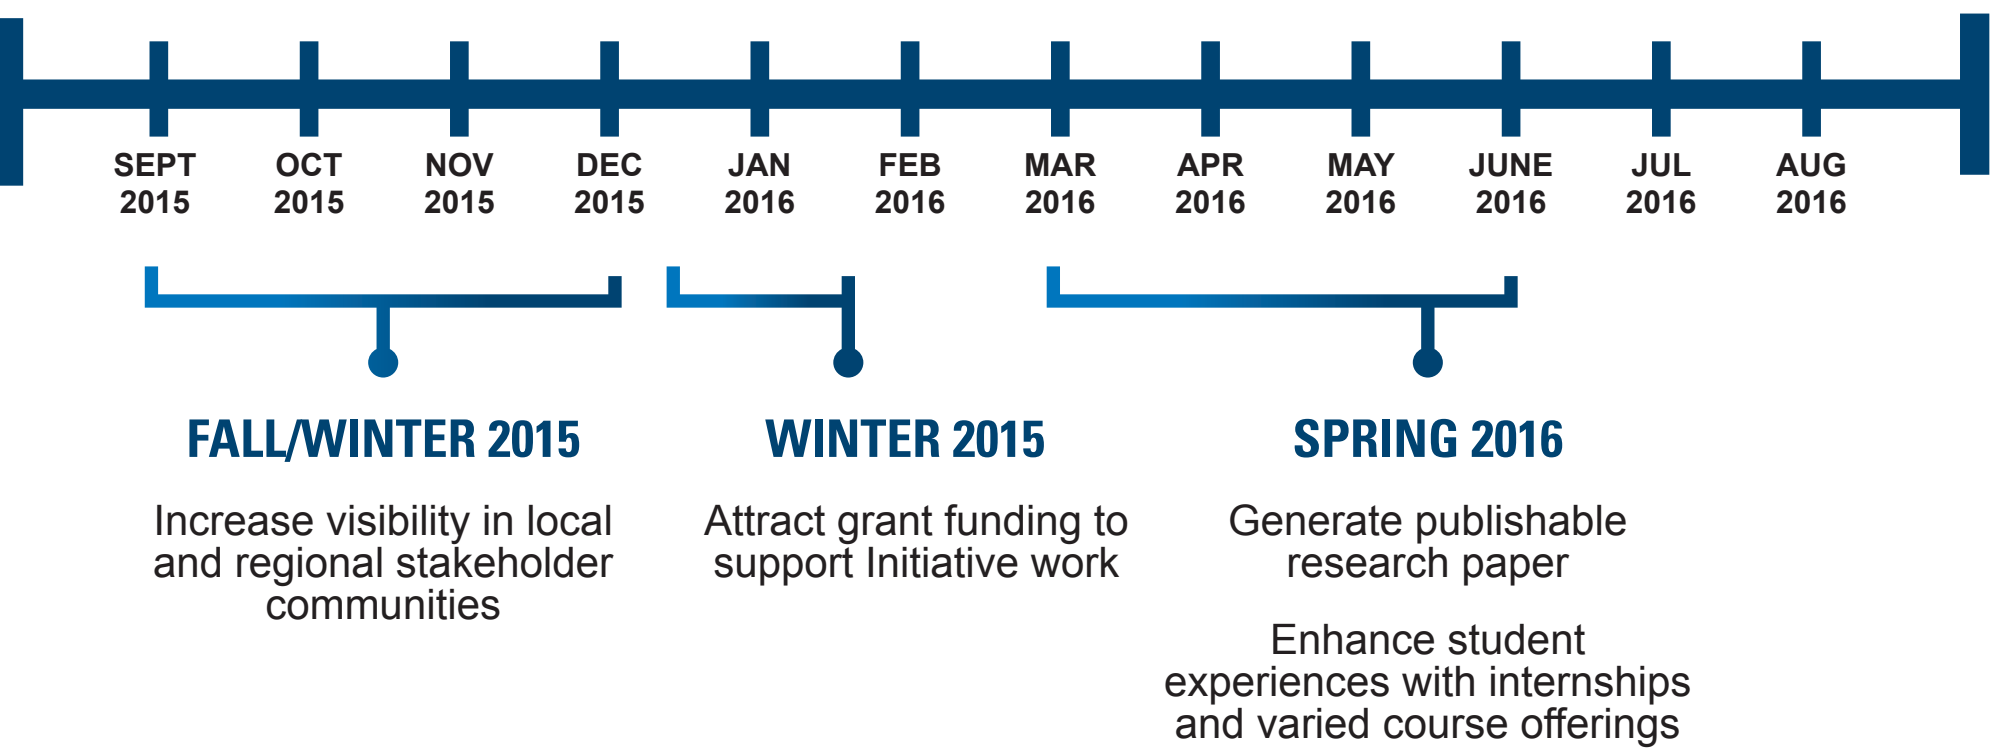 SEPT
2015
OCT
2015
NOV
2015
DEC
2015
JAN
2016
FEB
2016
MAR
2016
APR
2016
MAY
2016
JUNE
2016
JUL
2016
AUG
2016
FALL/WINTER 2015
Increase visibility in local
and regional stakeholder
communities
WINTER 2015
Attract grant funding to
support Initiative work
SPRING 2016
Generate publishable
research paper
Enhance student
experiences with internships
and varied course offerings